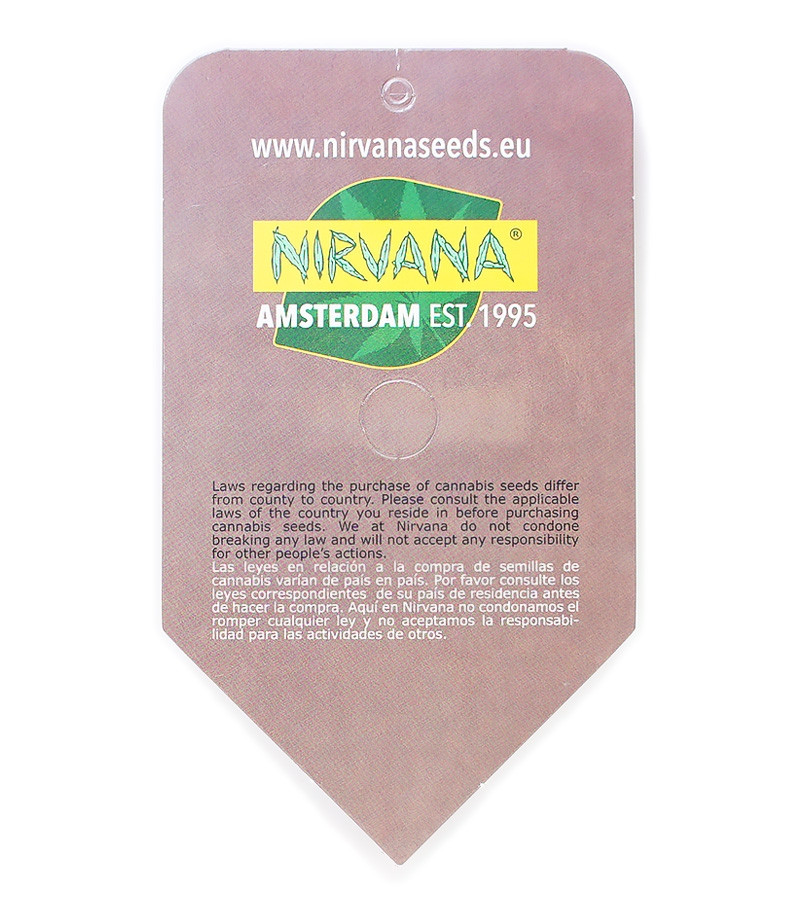 www.nirvanaseeds.eu
NIRVANA®
AMSTERDAM EST. 1995
Laws regarding the purchase of cannabis seeds differ
from county to country. Please consult the applicable
laws of the country you reside in before purchasing
cannabis seeds. We at Nirvana do not condone
breaking any law and will not accept any responsibility
for other people's actions.
Las leyes en relación a la compra de semillas de
cannabis varían de país en país. Por favor consulte los
leyes correspondientes de su país de residencia antes
de hacer la compra. Aquí en Nirvana no condonamos el
romper cualquier ley y no aceptamos la responsabi-
lidad para las actividades de otros.